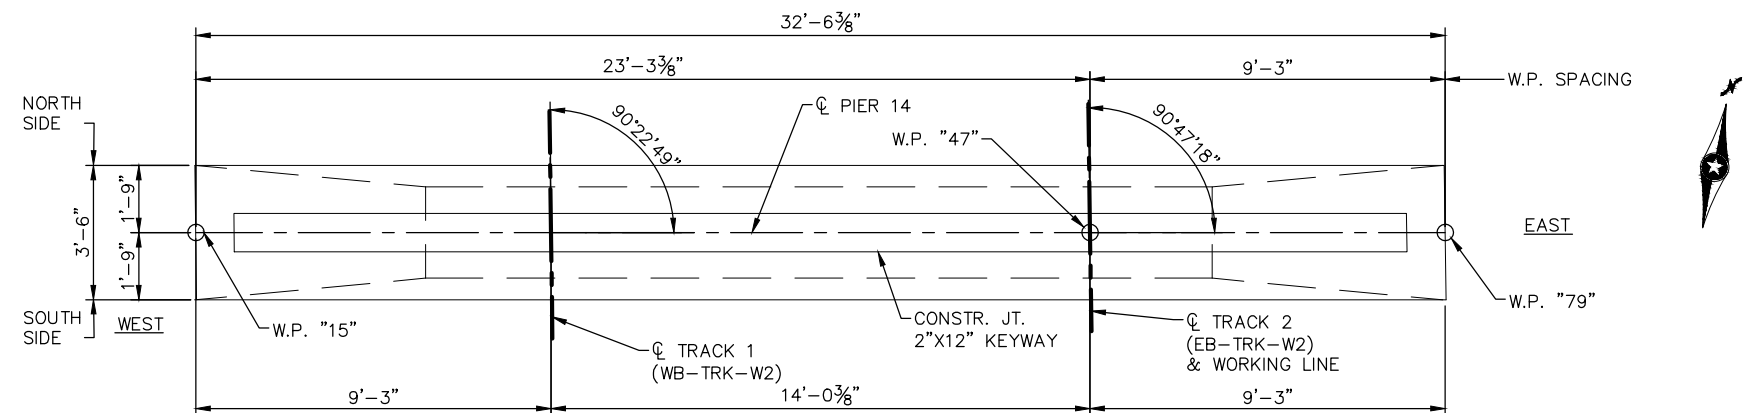 32'-6⅜"
23'-3⅜"
9'-3"
W.P. SPACING
NORTH
SIDE
90°22'49"
℄ PIER 14
W.P. "47"
90°47'18"
1'-9"
3'-6"
1'-9"
EAST
SOUTH
SIDE
WEST
W.P. "15"
CONSTR. JT.
2"X12" KEYWAY
W.P. "79"
℄ TRACK 1
(WB-TRK-W2)
℄ TRACK 2
(EB-TRK-W2)
& WORKING LINE
9'-3"
14'-0⅜"
9'-3"